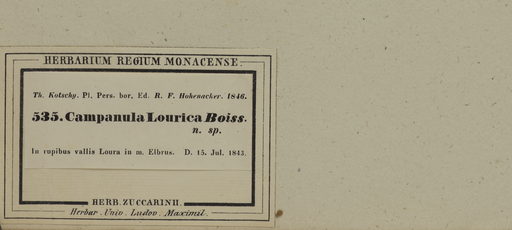 HERBARIUM REGIUM MONACENSE.
Th. Kotschy. Pl. Pers. bor. Ed. R. F. Hohenacker. 1846.
535. Campanula Lourica Boiss.
n. sp.
In rupibus vallis Loura in m. Elbrus. D. 15. Jul. 1843.
HERB. ZUCCARINII.
Herbar. Univ. Ludov. Maximil.